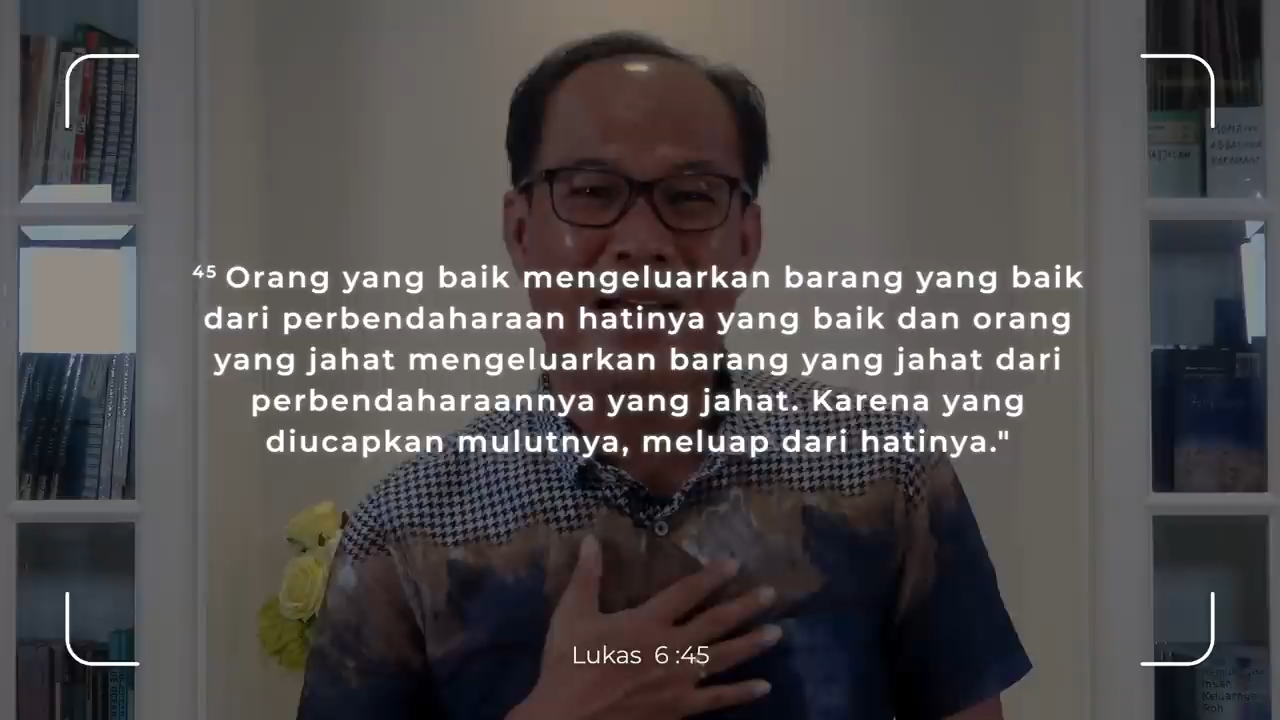 ⁴⁵ Orang yang baik mengeluarkan barang yang baik
dari perbendaharaan hatinya yang baik dan orang
yang jahat mengeluarkan barang yang jahat dari
perbendaharaannya yang jahat. Karena yang
diucapkan mulutnya, meluap dari hatinya."
Lukas 6:45